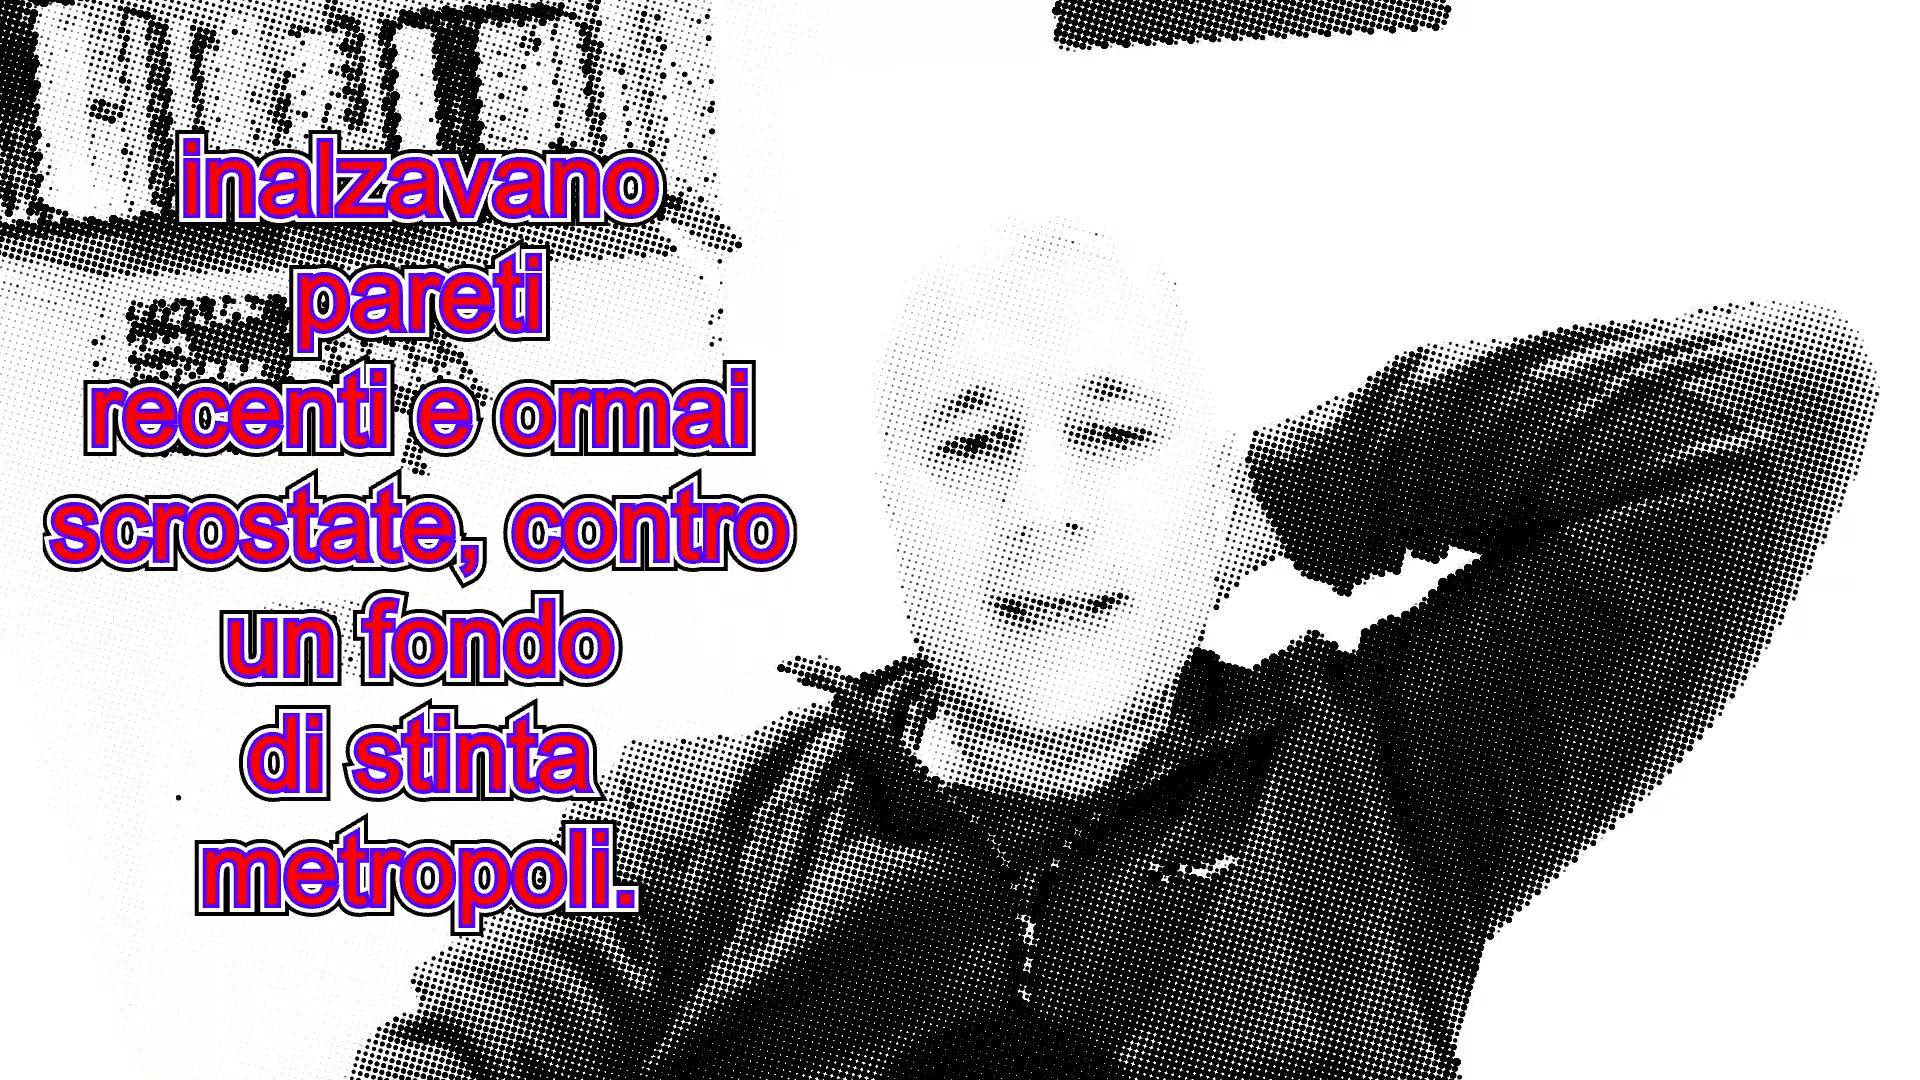 inalzavano
pareti
recenti e ormai
scrostate, contro
un fondo
di stinta
metropoli.